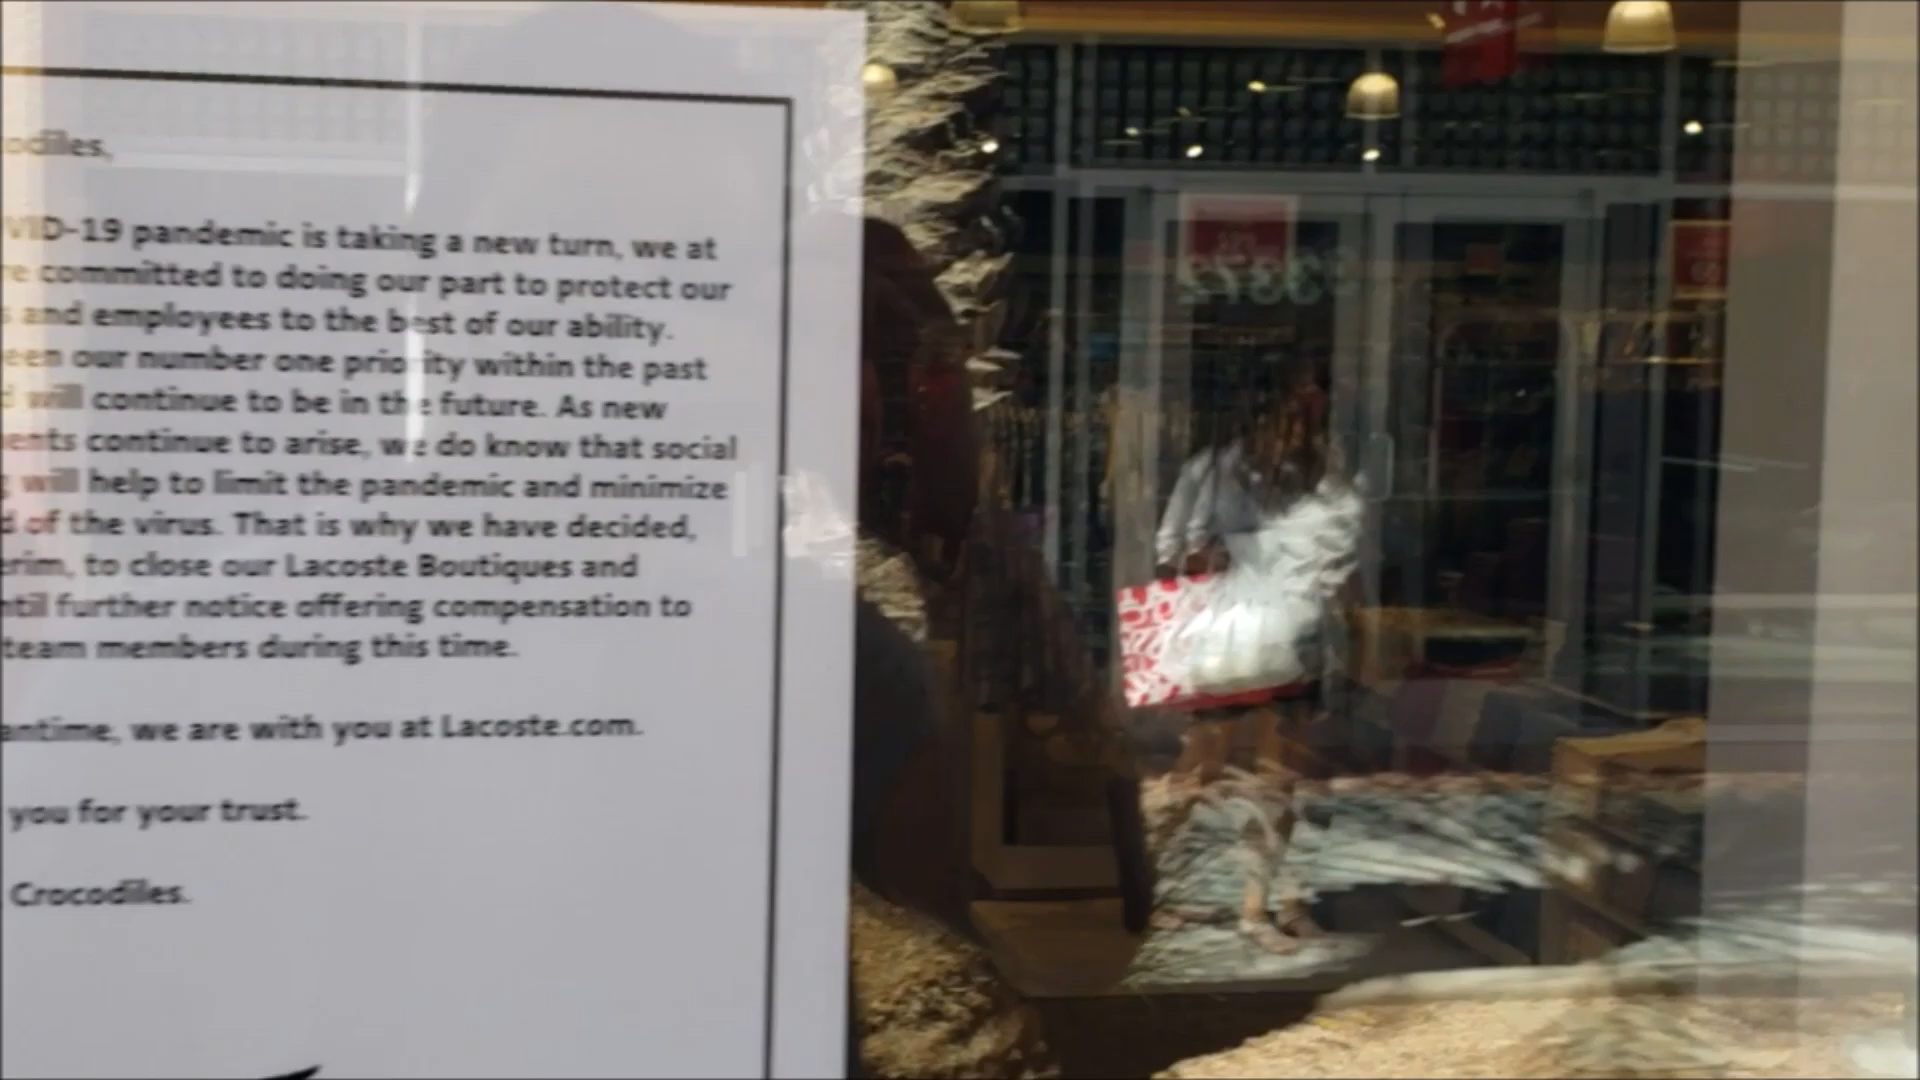 odiles,
VID-19 pandemic is taking a new turn, we at
re committed to doing our part to protect our
s and employees to the best of our ability.
een our number one priority within the past
d will continue to be in the future. As new
ents continue to arise, we do know that social
g will help to limit the pandemic and minimize
d of the virus. That is why we have decided,
erim, to close our Lacoste Boutiques and
ntil further notice offering compensation to
team members during this time.
antime, we are with you at Lacoste.com.
you for your trust.
Crocodiles.